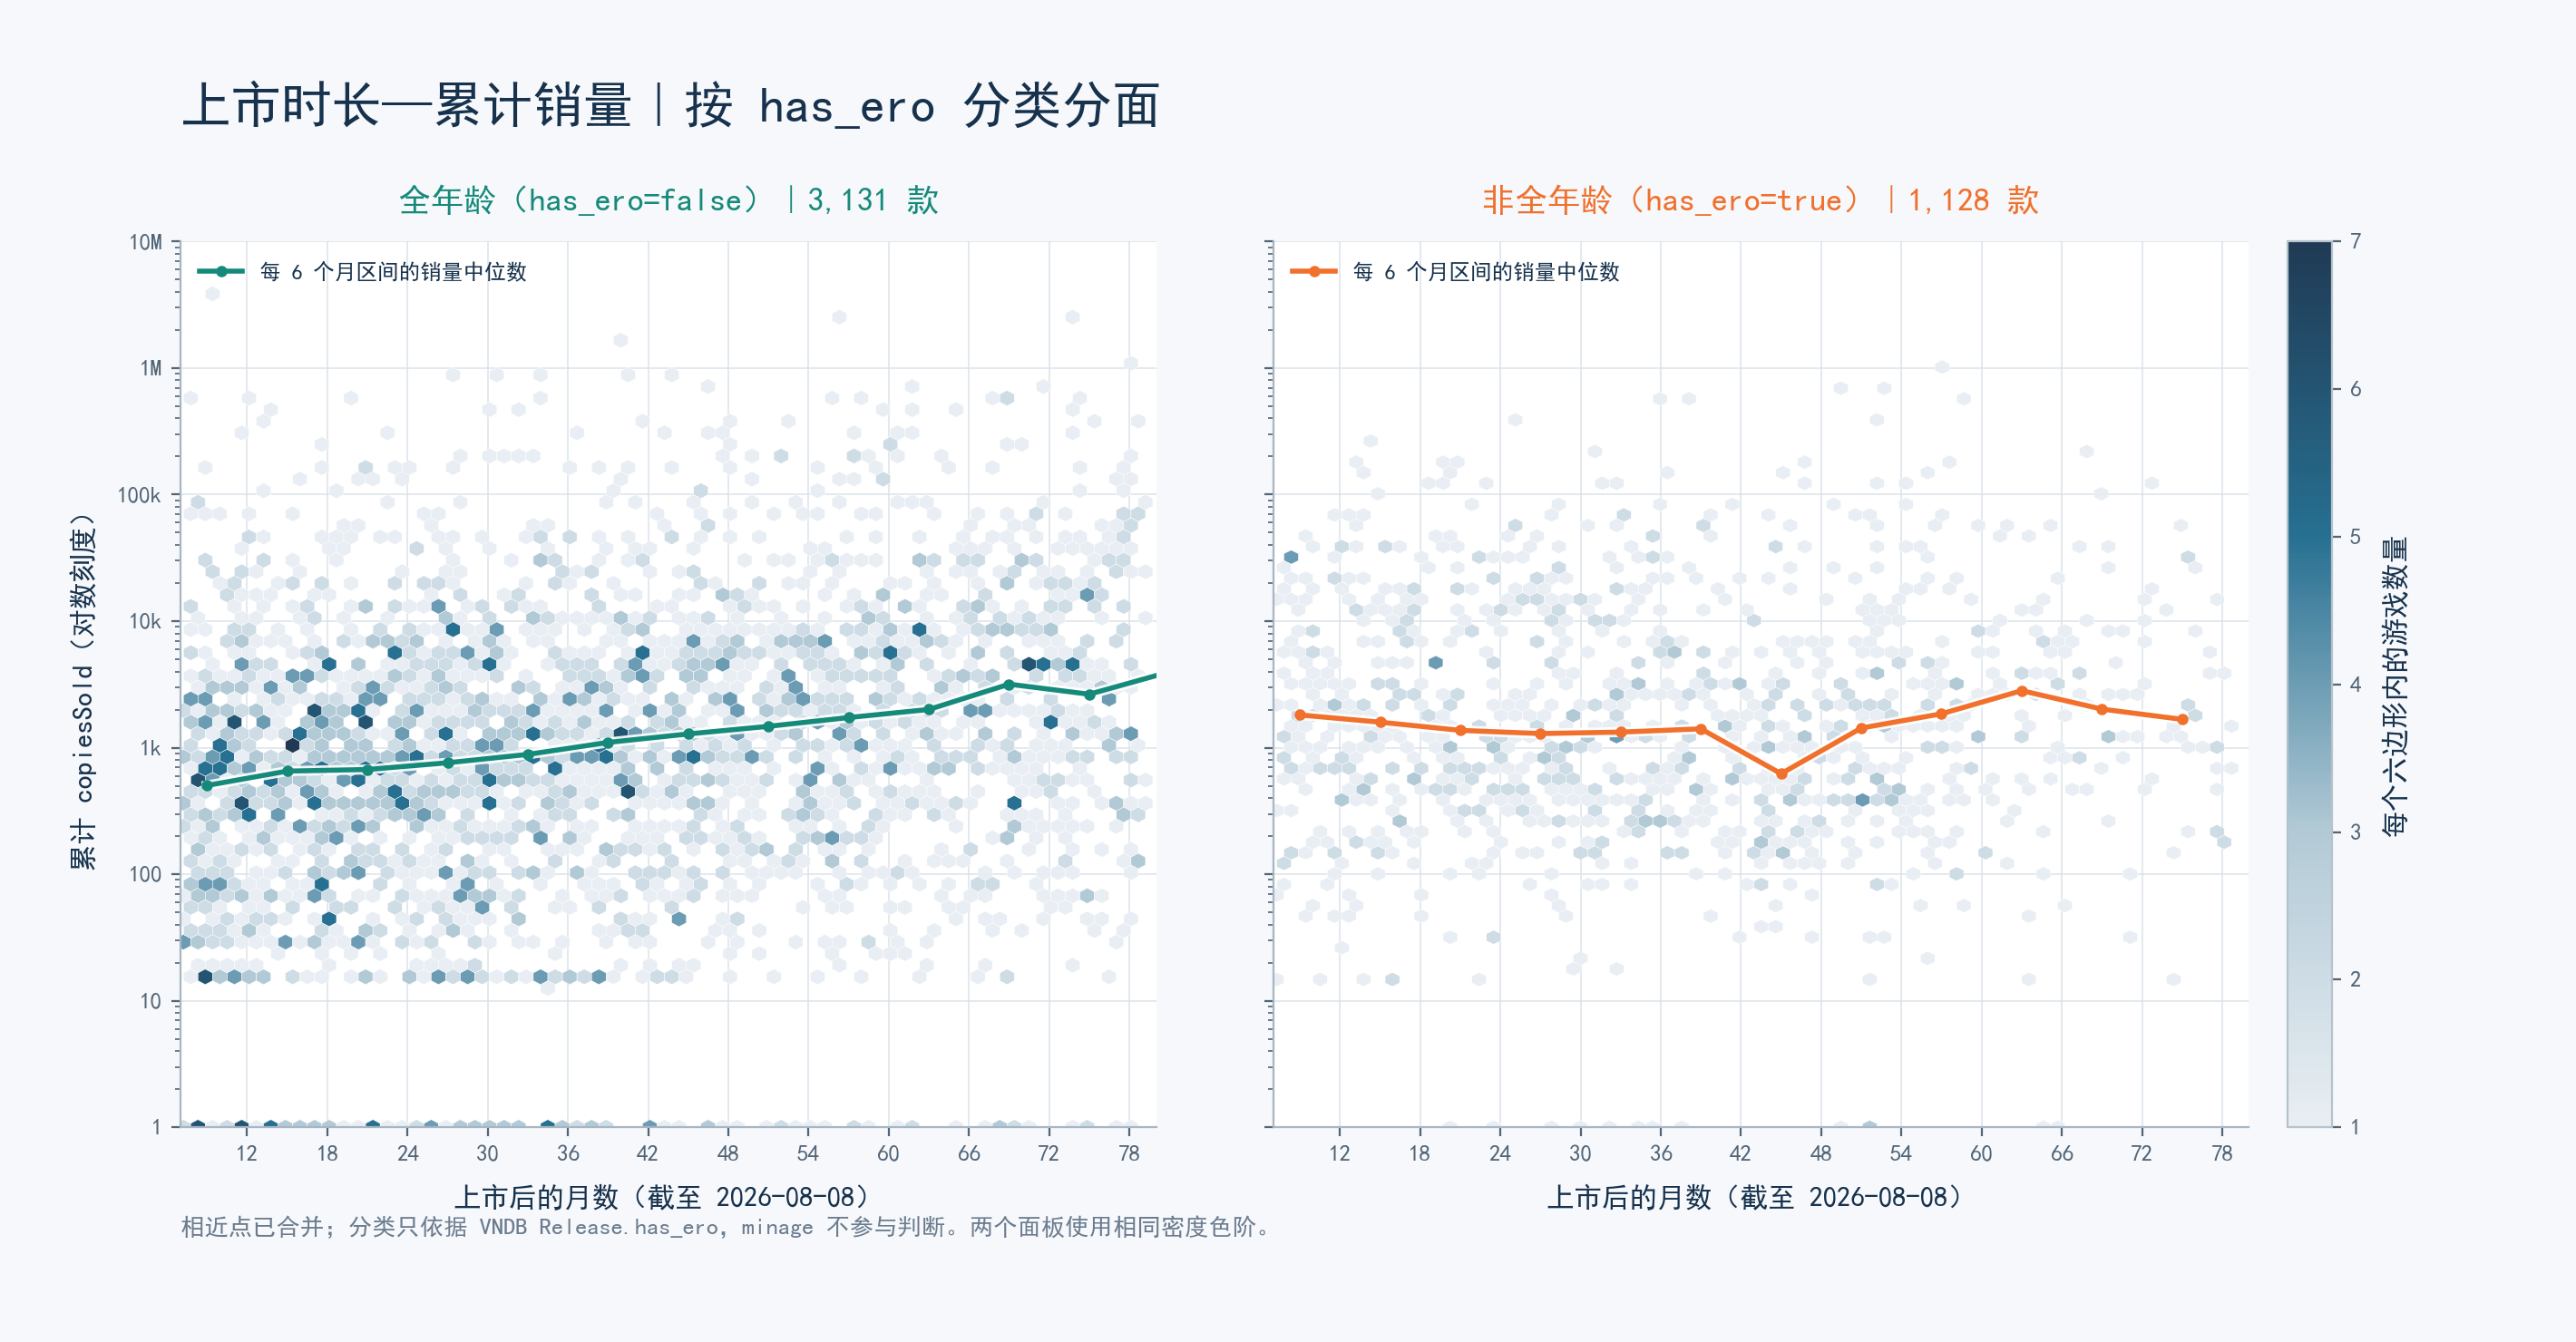 上市时长—累计销量｜按 has_ero 分类分面
全年龄（has_ero=false）｜3,131 款
每 6 个月区间的销量中位数
10M
1M
100k
10k
1k
100
10
1
累计 copiesSold（对数刻度）
12 18 24 30 36 42 48 54 60 66 72 78
上市后的月数（截至 2026-08-08）
非全年龄（has_ero=true）｜1,128 款
每 6 个月区间的销量中位数
12 18 24 30 36 42 48 54 60 66 72 78
上市后的月数（截至 2026-08-08）
7
6
5
4
3
2
1
每个六边形内的游戏数量
相近点已合并；分类只依据 VNDB Release.has_ero，minage 不参与判断。两个面板使用相同密度色阶。